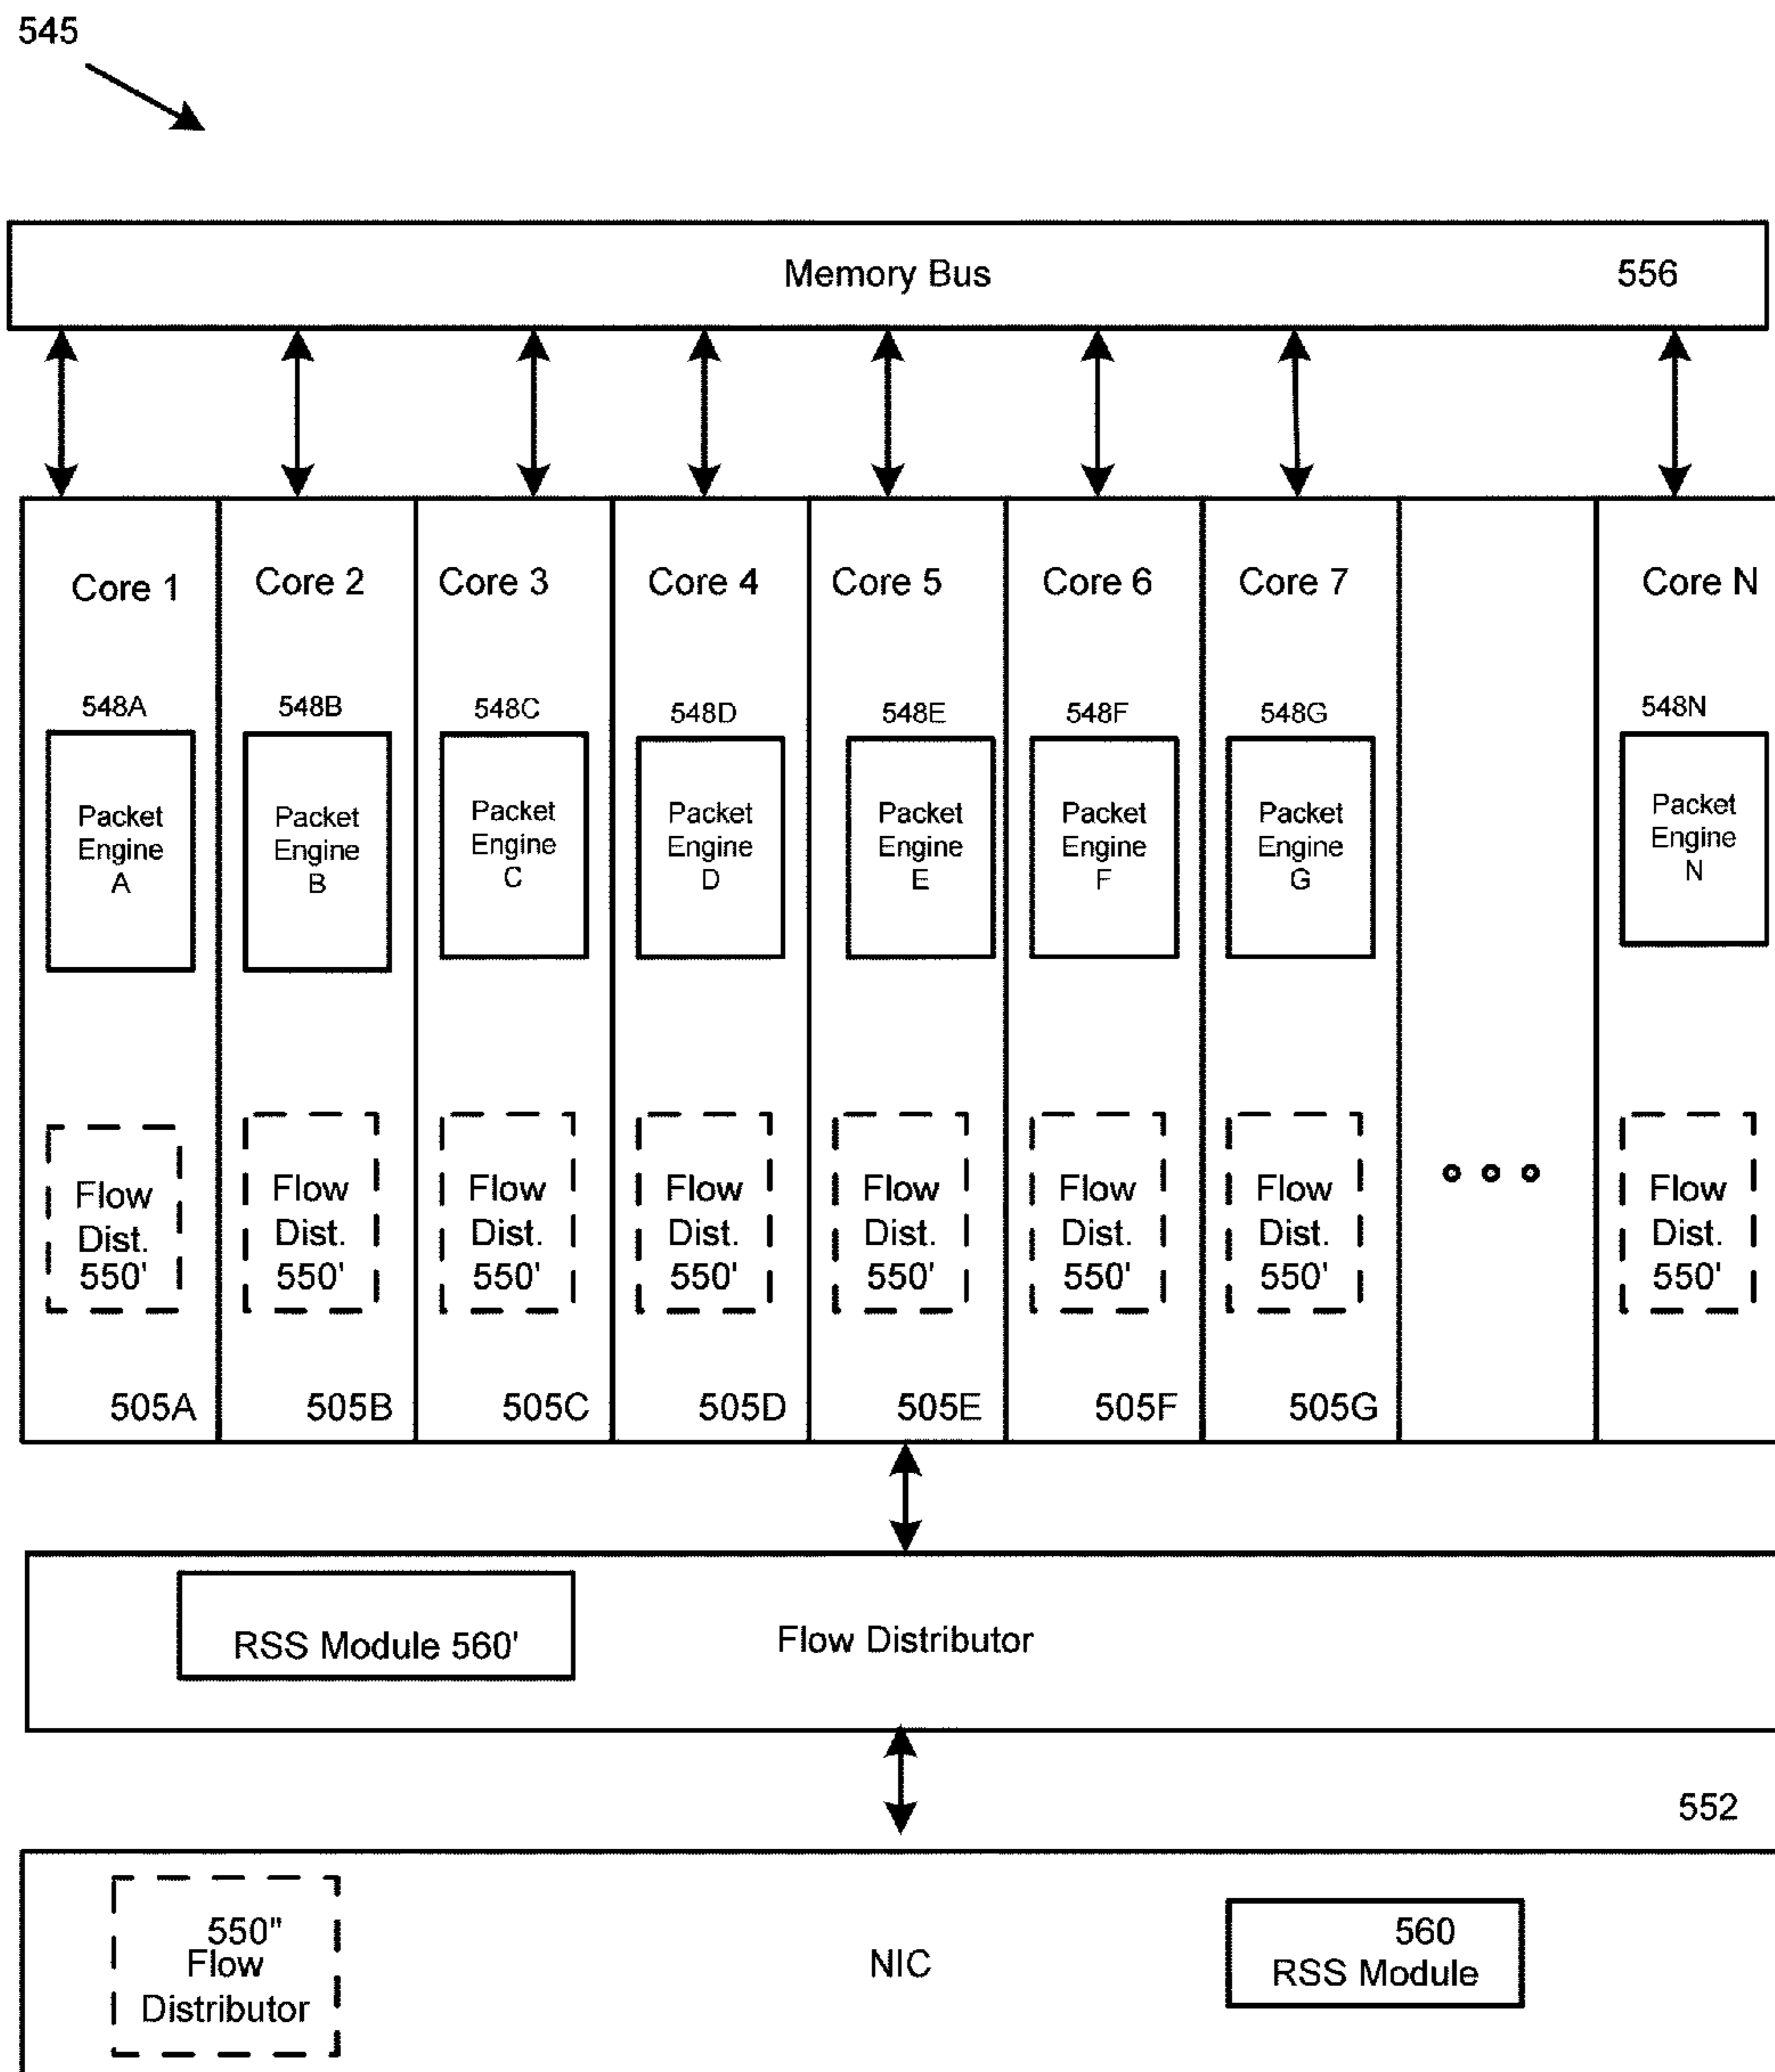 545
Memory Bus 556
Core 1 Core 2 Core 3 Core 4 Core 5 Core 6 Core 7 Core N
548A 548B 548C 548D 548E 548F 548G 548N
Packet
Engine
A
Packet
Engine
B
Packet
Engine
C
Packet
Engine
D
Packet
Engine
E
Packet
Engine
F
Packet
Engine
G
Packet
Engine
N
Flow
Dist.
550'
Flow
Dist.
550'
Flow
Dist.
550'
Flow
Dist.
550'
Flow
Dist.
550'
Flow
Dist.
550'
Flow
Dist.
550'
Flow
Dist.
550'
505A 505B 505C 505D 505E 505F 505G
RSS Module 560'
Flow Distributor
552
550"
Flow
Distributor
NIC
560
RSS Module